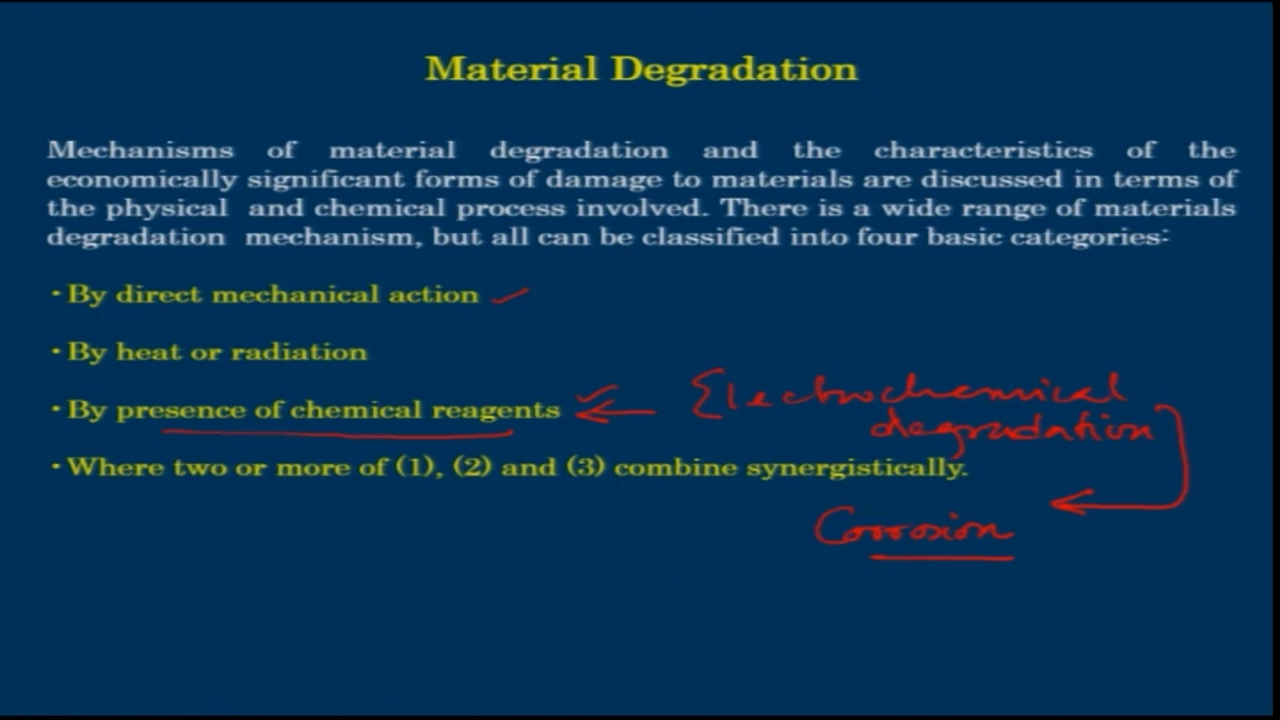 Material Degradation
Mechanisms of material degradation and the characteristics of the
economically significant forms of damage to materials are discussed in terms of
the physical and chemical process involved. There is a wide range of materials
degradation mechanism, but all can be classified into four basic categories:
• By direct mechanical action
• By heat or radiation
• By presence of chemical reagents
Electrochemical
degradation
• Where two or more of (1), (2) and (3) combine synergistically.
Corrosion